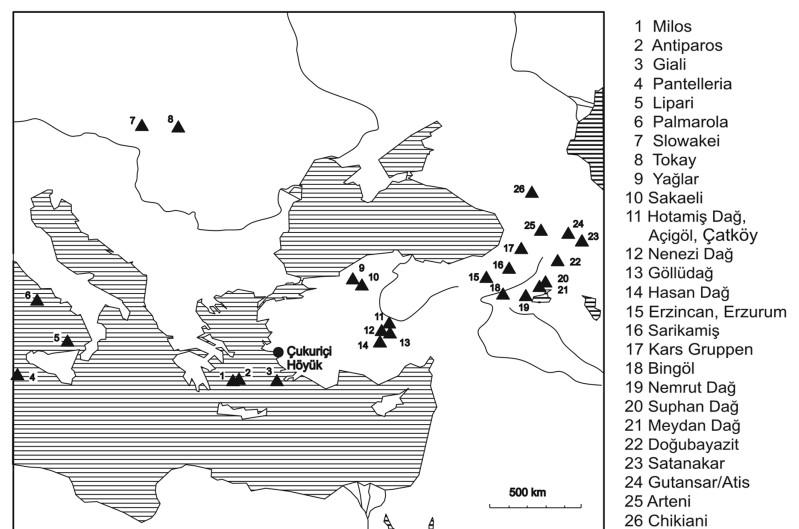 7
8
26
25
24
23
17
22
16
15
20
18
21
19
9
10
6
11
12
13
14
5
Çukuriçi
Höyük
4
1
2
3
500 km
1 Milos
2 Antiparos
3 Giali
4 Pantelleria
5 Lipari
6 Palmarola
7 Slowakei
8 Tokay
9 Yağlar
10 Sakaeli
11 Hotamiş Dağ,
Açigöl, Çatköy
12 Nenezi Dağ
13 Göllüdağ
14 Hasan Dağ
15 Erzincan, Erzurum
16 Sarikamiş
17 Kars Gruppen
18 Bingöl
19 Nemrut Dağ
20 Suphan Dağ
21 Meydan Dağ
22 Doğubayazit
23 Satanakar
24 Gutansar/Atis
25 Arteni
26 Chikiani